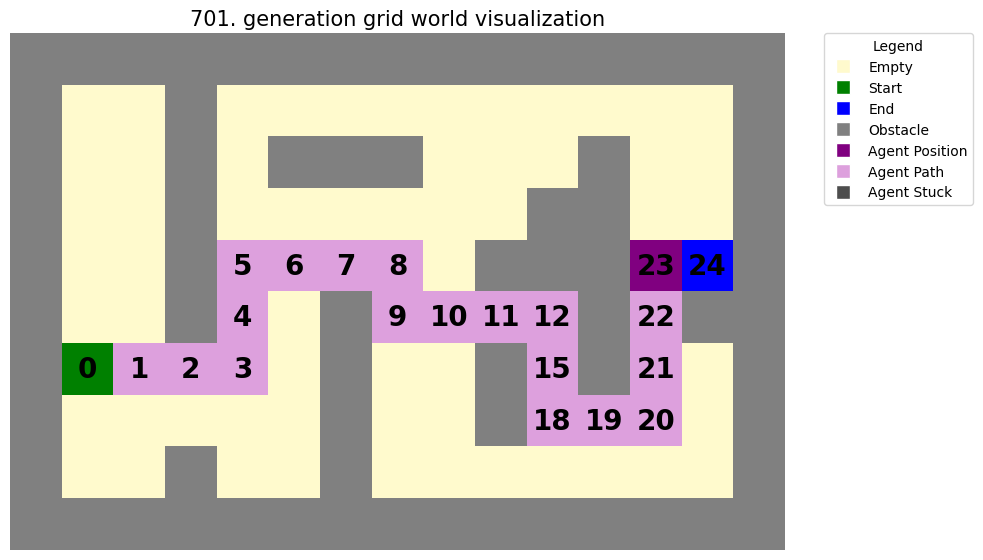 701. generation grid world visualization
Legend
Empty
Start
End
Obstacle
Agent Position
Agent Path
Agent Stuck
5 6 7 8 23 24
4 9 10 11 12 22
0 1 2 3 15 21
18 19 20